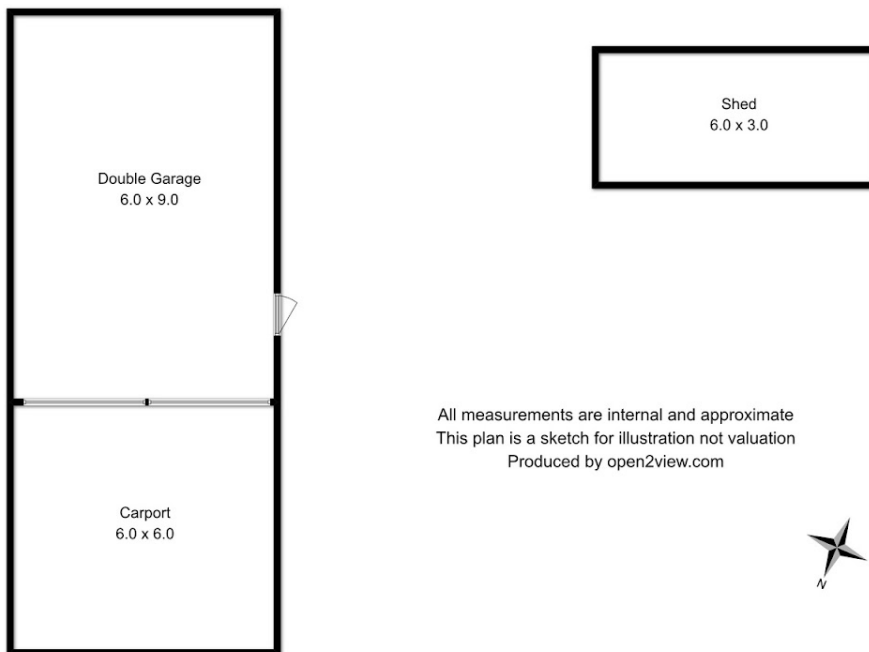 Shed
6.0 x 3.0
Double Garage
6.0 x 9.0
All measurements are internal and approximate
This plan is a sketch for illustration not valuation
Produced by open2view.com
Carport
6.0 x 6.0
N